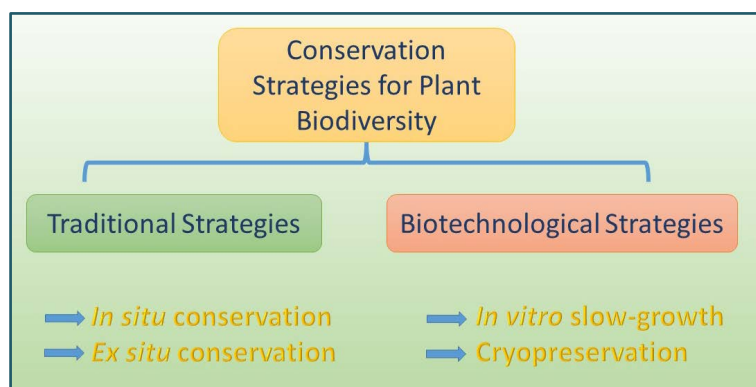 Conservation
Strategies for Plant
Biodiversity
Traditional Strategies
Biotechnological Strategies
In situ conservation
Ex situ conservation
In vitro slow-growth
Cryopreservation